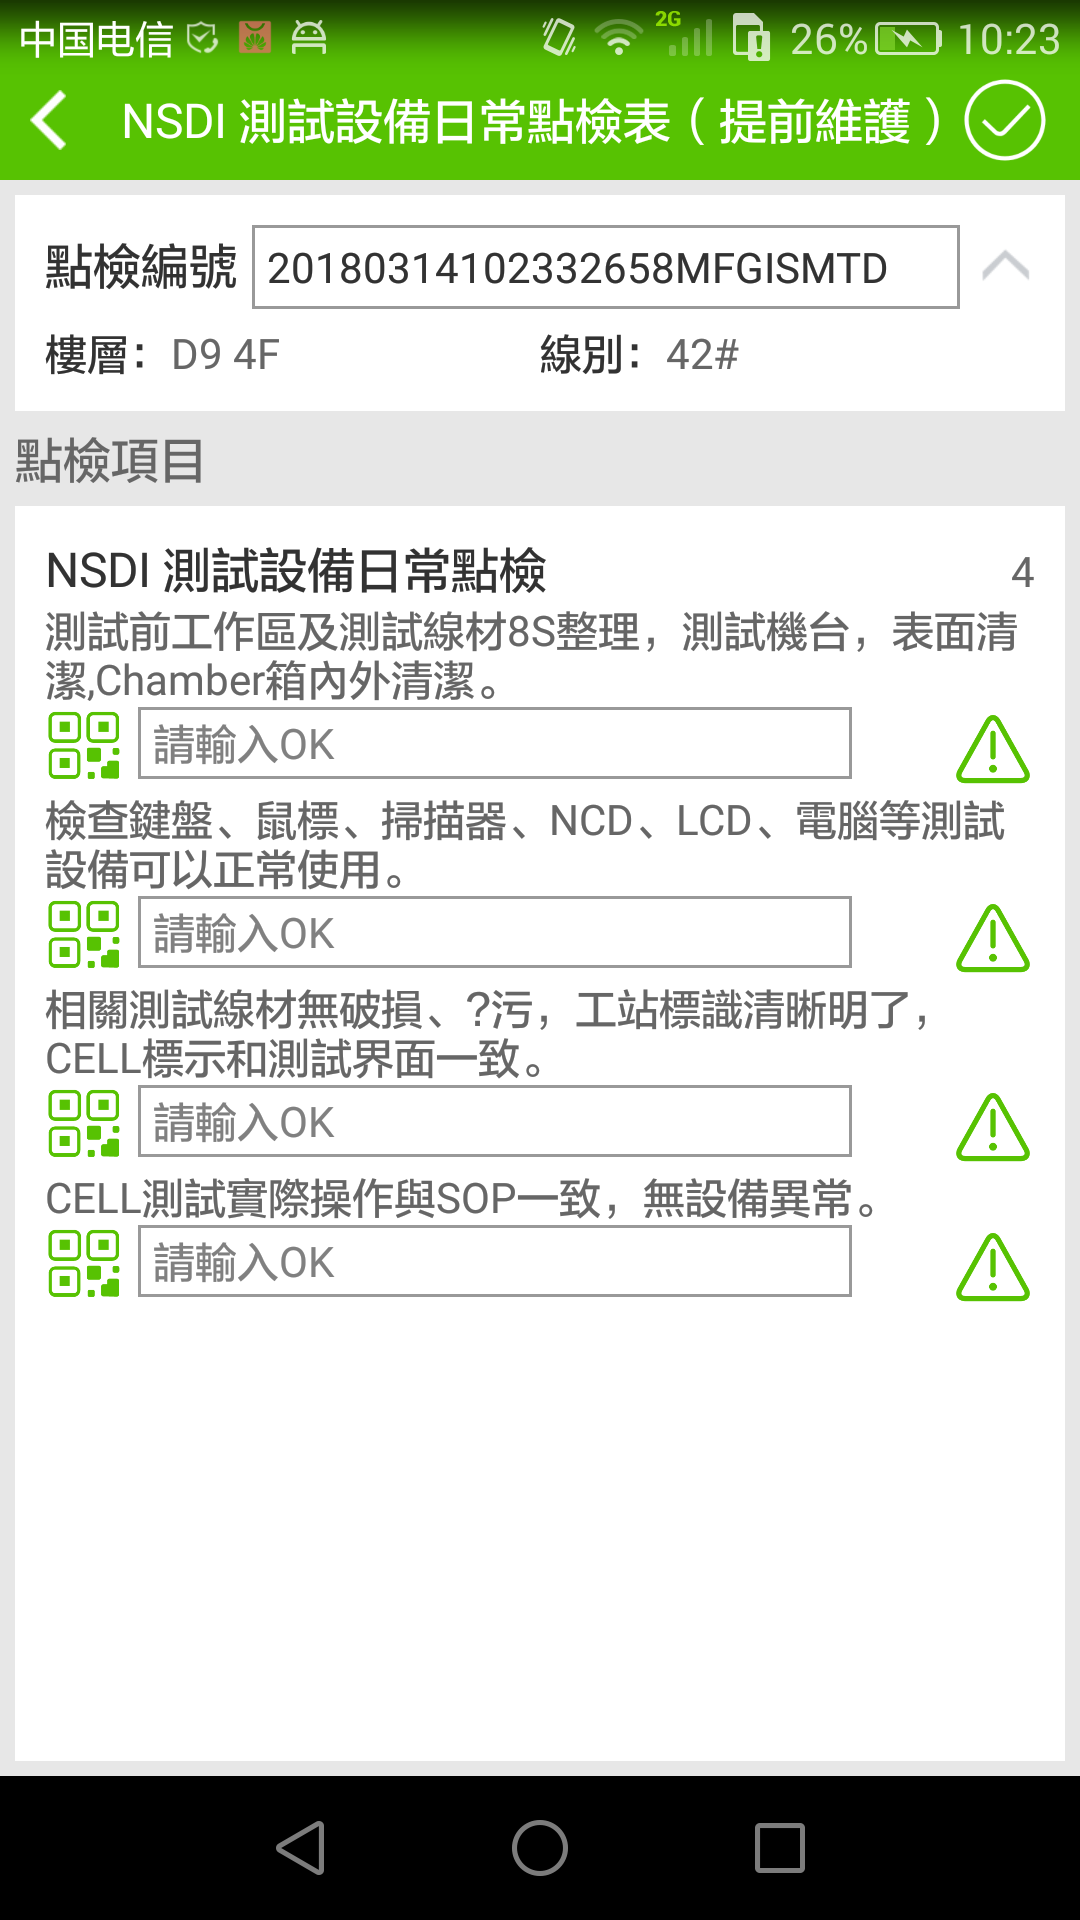 中国电信 2G 26% 10:23
NSDI 測試設備日常點檢表（提前維護）
點檢編號 20180314102332658MFGISMTD
樓層：D9 4F 線別：42#
點檢項目
NSDI 測試設備日常點檢 4
測試前工作區及測試線材8S整理，測試機台，表面清
潔,Chamber箱內外清潔。
請輸入OK
檢查鍵盤、鼠標、掃描器、NCD、LCD、電腦等測試
設備可以正常使用。
請輸入OK
相關測試線材無破損、?污，工站標識清晰明了，
CELL標示和測試界面一致。
請輸入OK
CELL測試實際操作與SOP一致，無設備異常。
請輸入OK